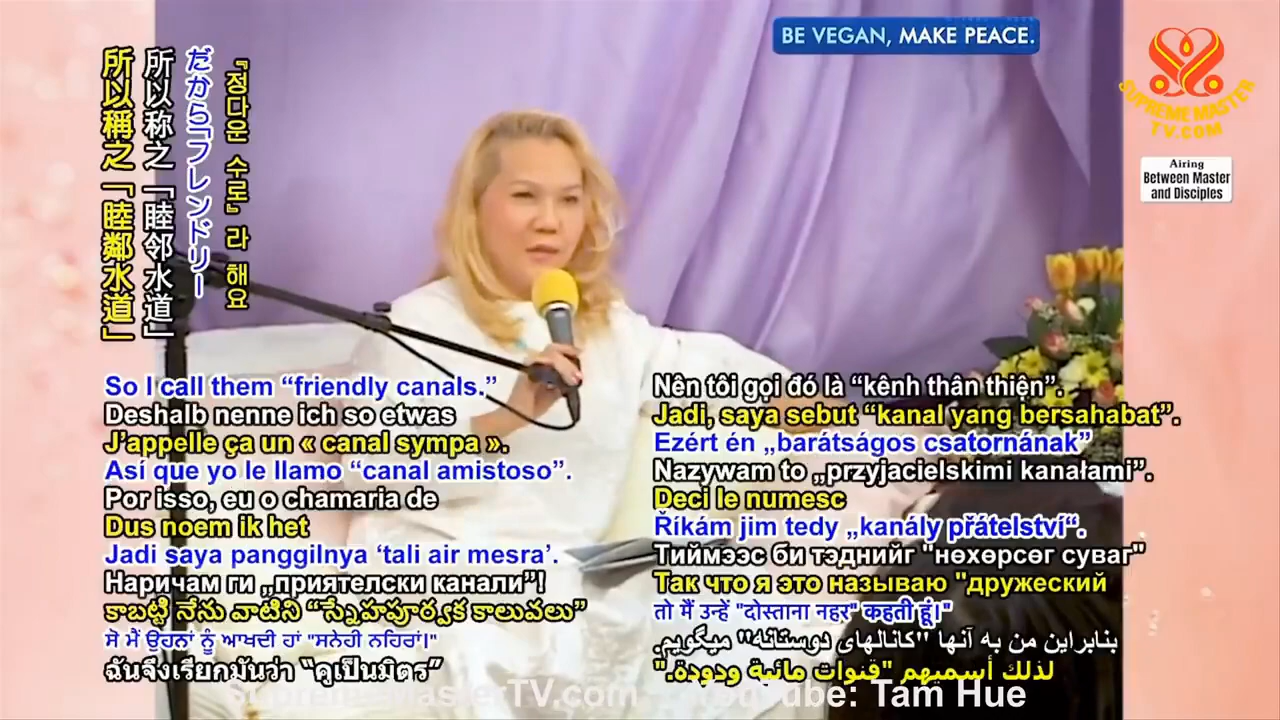 BE VEGAN, MAKE PEACE.
SUPREME MASTER
TV.COM
Airing
Between Master
and Disciples
『정다운 수로』라 해요
だから「フレンドリー
所以称之「睦邻水道」
所以稱之「睦鄰水道」
So I call them “friendly canals.”
Deshalb nenne ich so etwas
J’appelle ça un « canal sympa ».
Así que yo le llamo “canal amistoso”.
Por isso, eu o chamaria de
Dus noem ik het
Jadi saya panggilnya ‘tali air mesra’.
Наричам ги „приятелски канали”!
కాబట్టి నేను వాటిని “స్నేహపూర్వక కాలువలు”
ਸੋ ਮੈਂ ਉਹਨਾਂ ਨੂੰ ਆਖਦੀ ਹਾਂ "ਸਨੇਹੀ ਨਹਿਰਾਂ।"
ฉันจึงเรียกมันว่า “คูเป็นมิตร”
Nên tôi gọi đó là “kênh thân thiện”.
Jadi, saya sebut “kanal yang bersahabat”.
Ezért én „barátságos csatornának”
Nazywam to „przyjacielskimi kanałami”.
Deci le numesc
Říkám jim tedy „kanály přátelství“.
Тиймээс би тэднийг "нөхөрсөг суваг"
Так что я это называю "дружеский
तो मैं उन्हें "दोस्ताना नहर" कहती हूं।"
بنابراین من به آنها "کانالهای دوستانه" میگویم.
لذلك أسميهم "قنوات مائية ودودة."
SupremeMasterTV.com YouTube: Tam Hue